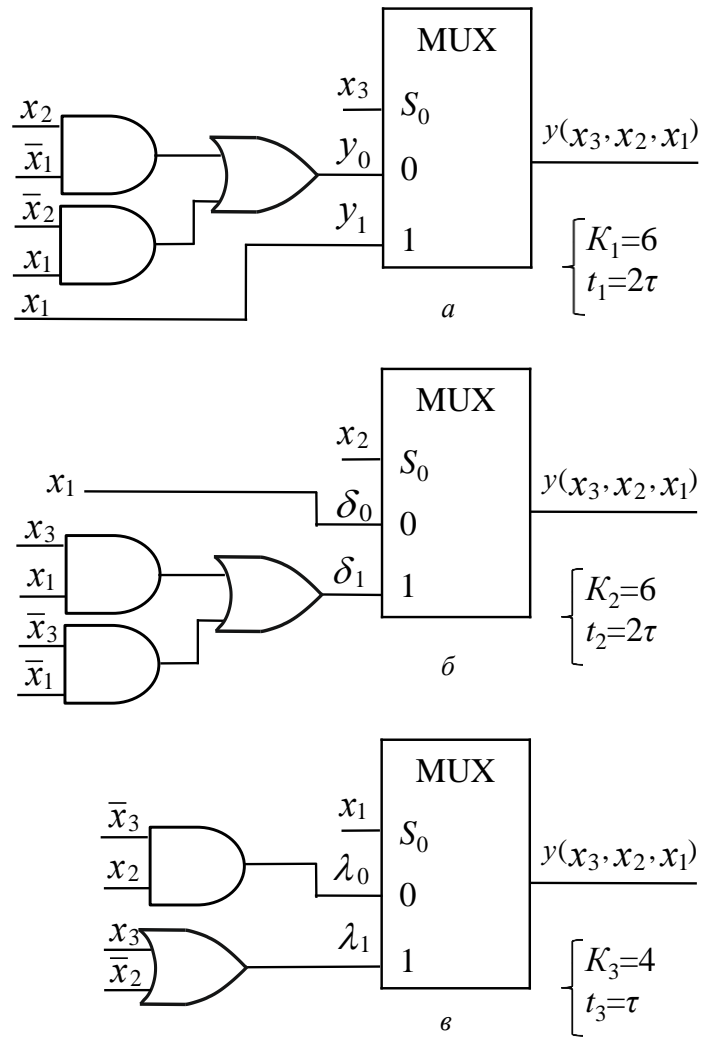 MUX
x₃
S₀
x₂
x̄₁
y₀
0
y(x₃, x₂, x₁)
x̄₂
x₁
y₁
1
x₁
K₁=6
t₁=2τ
а
MUX
x₂
S₀
x₁
δ₀
0
y(x₃, x₂, x₁)
x₃
x₁
δ₁
1
x̄₃
x̄₁
K₂=6
t₂=2τ
б
MUX
x₁
S₀
x̄₃
x₂
λ₀
0
y(x₃, x₂, x₁)
x₃
x̄₂
λ₁
1
K₃=4
t₃=τ
в